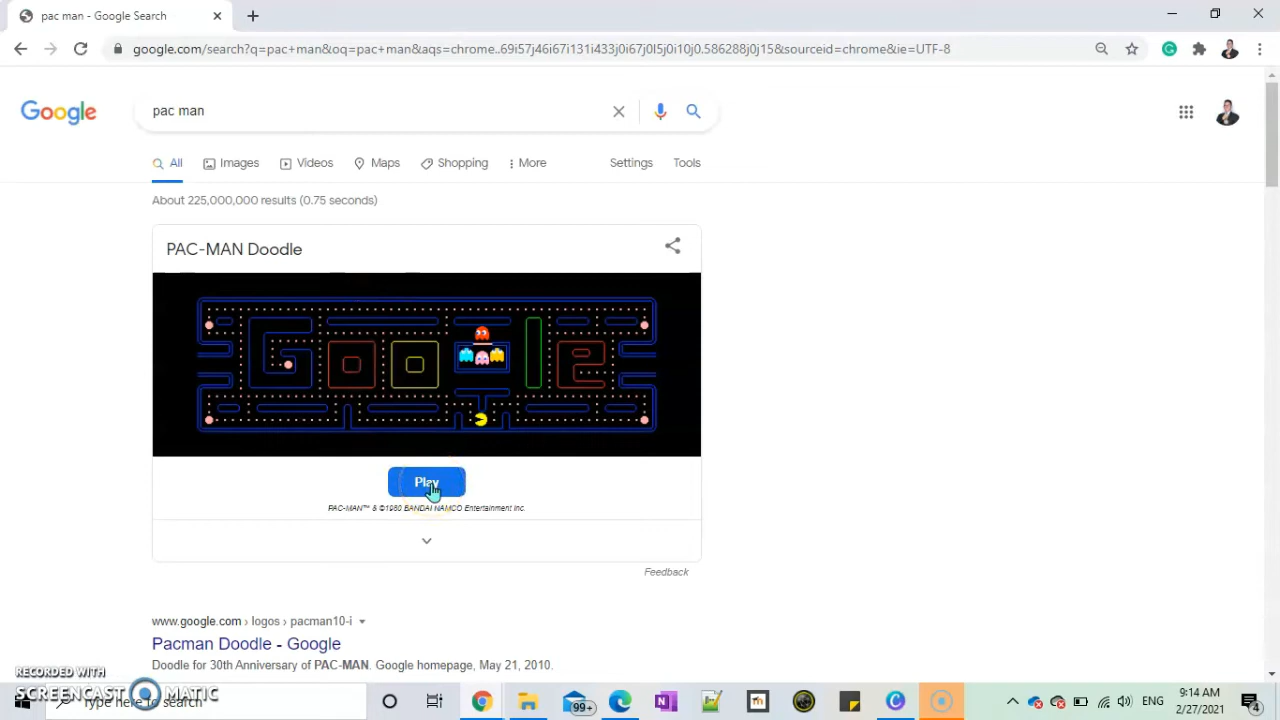 pac man - Google Search
google.com/search?q=pac+man&oq=pac+man&aqs=chrome..69i57j46i67i131i433j0i67j0l5j0i10j0.586288j0j15&sourceid=chrome&ie=UTF-8
Google
pac man
All Images Videos Maps Shopping More Settings Tools
About 225,000,000 results (0.75 seconds)
PAC-MAN Doodle
Play
PAC-MAN™ & ©1980 BANDAI NAMCO Entertainment Inc.
Feedback
www.google.com › logos › pacman10-i
Pacman Doodle - Google
Doodle for 30th Anniversary of PAC-MAN. Google homepage, May 21, 2010.
RECORDED WITH
SCREENCAST MATIC
Type here to search
99+
ENG
9:14 AM
2/27/2021
4